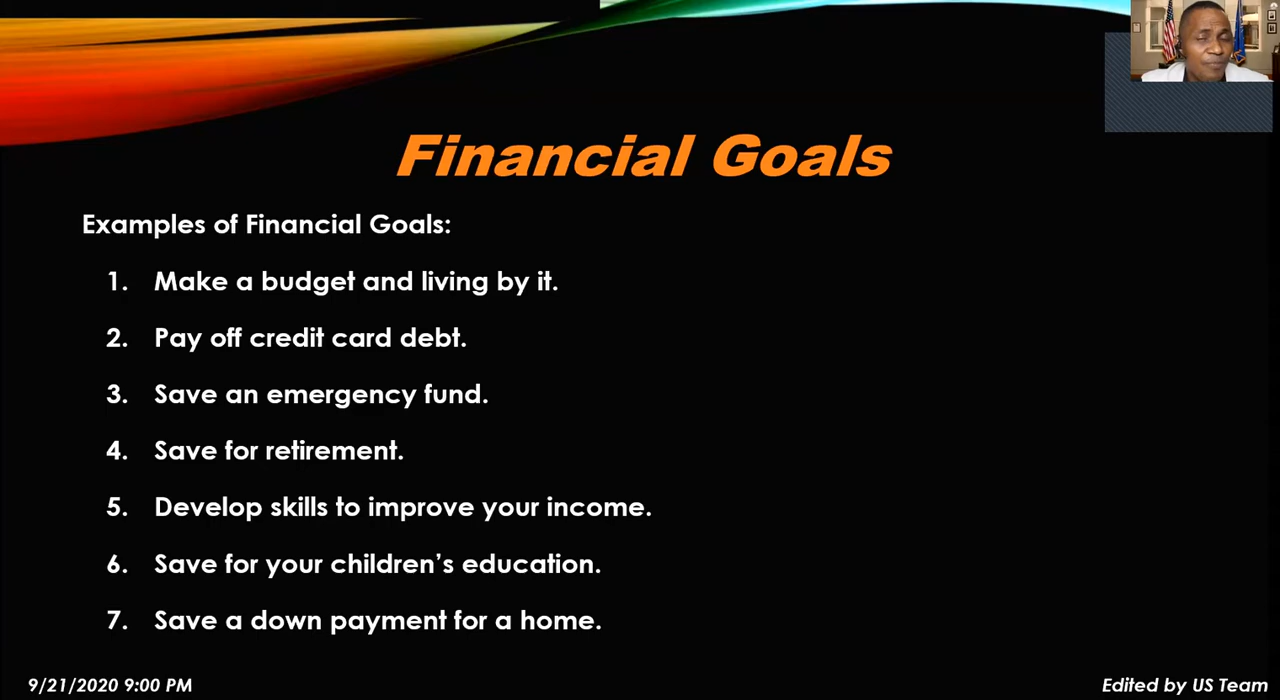 Financial Goals
Examples of Financial Goals:
1. Make a budget and living by it.
2. Pay off credit card debt.
3. Save an emergency fund.
4. Save for retirement.
5. Develop skills to improve your income.
6. Save for your children’s education.
7. Save a down payment for a home.
9/21/2020 9:00 PM
Edited by US Team